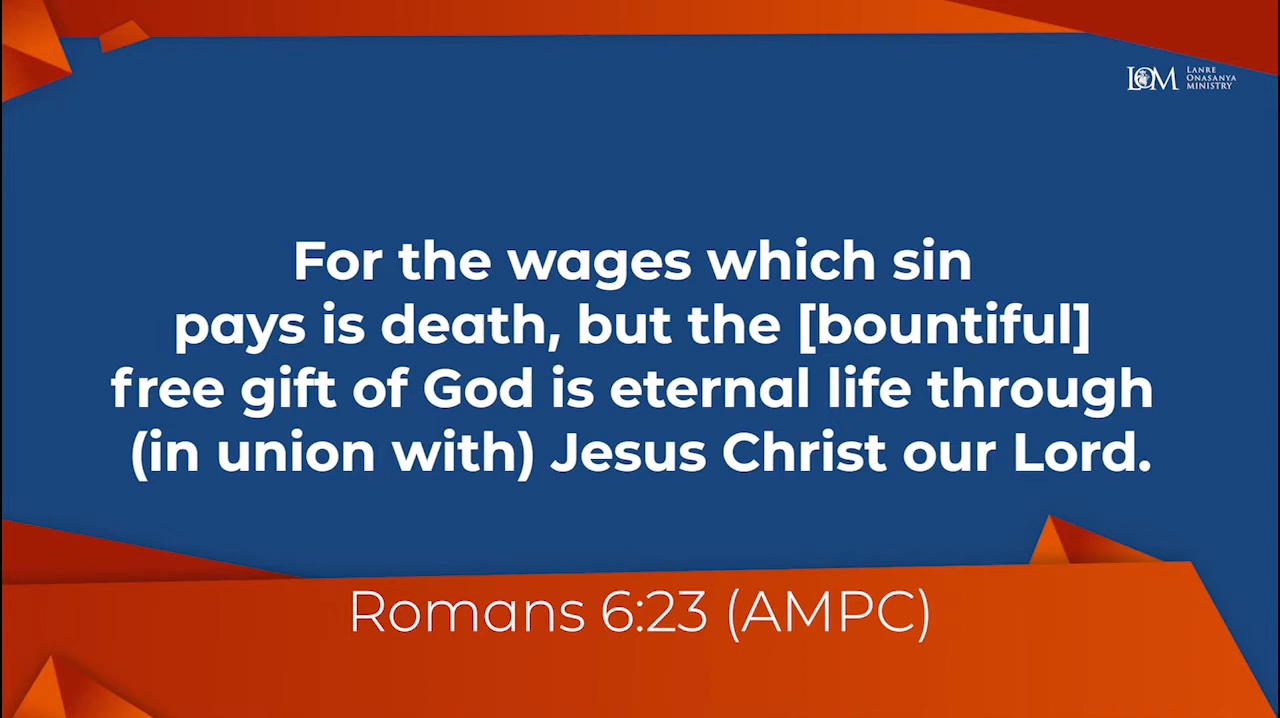 LOM
LANRE
ONASANYA
MINISTRY
For the wages which sin
pays is death, but the [bountiful]
free gift of God is eternal life through
(in union with) Jesus Christ our Lord.
Romans 6:23 (AMPC)